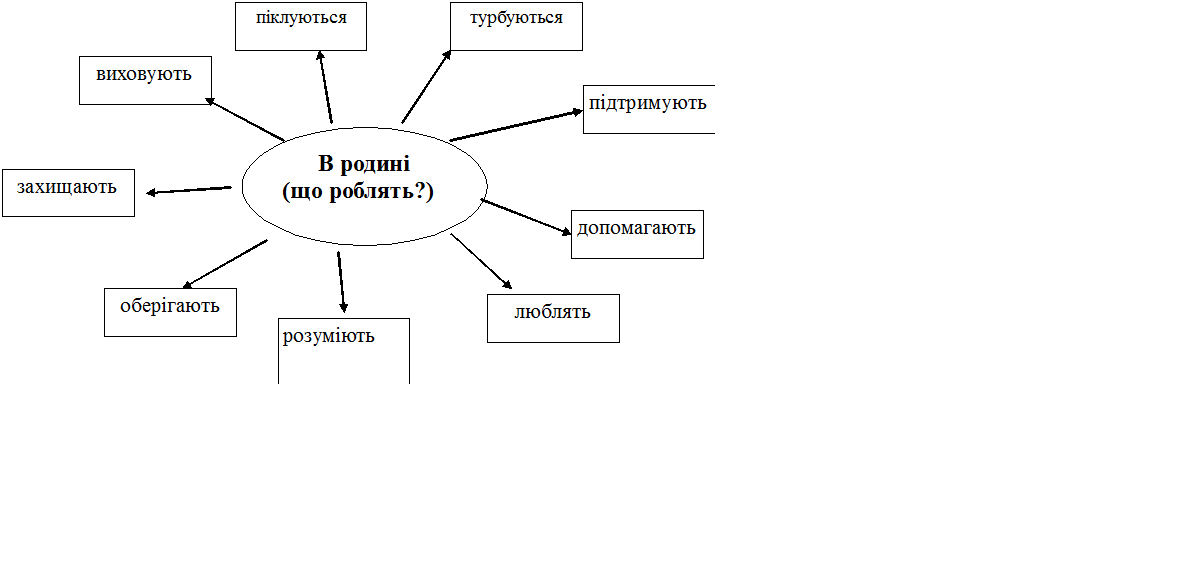 піклуються
турбуються
виховують
підтримують
В родині
(що роблять?)
захищають
допомагають
оберігають
люблять
розуміють